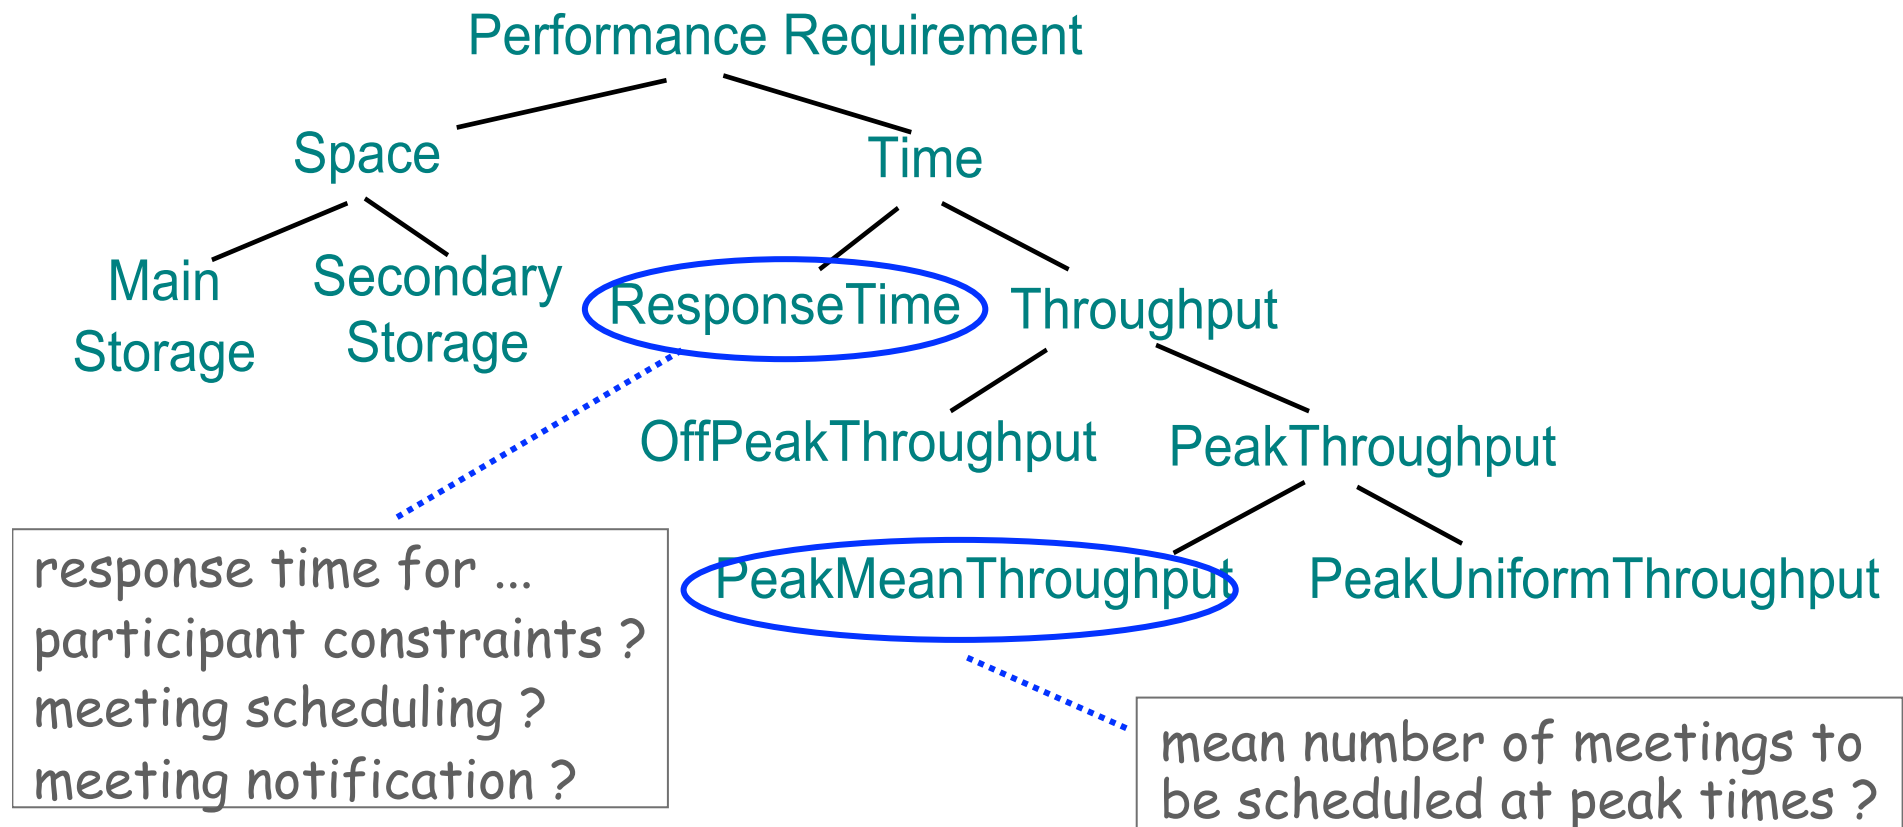 Performance Requirement
Space
Time
Main
Storage
Secondary
Storage
ResponseTime
Throughput
OffPeakThroughput
PeakThroughput
PeakMeanThroughput
PeakUniformThroughput
response time for ...
participant constraints ?
meeting scheduling ?
meeting notification ?
mean number of meetings to
be scheduled at peak times ?